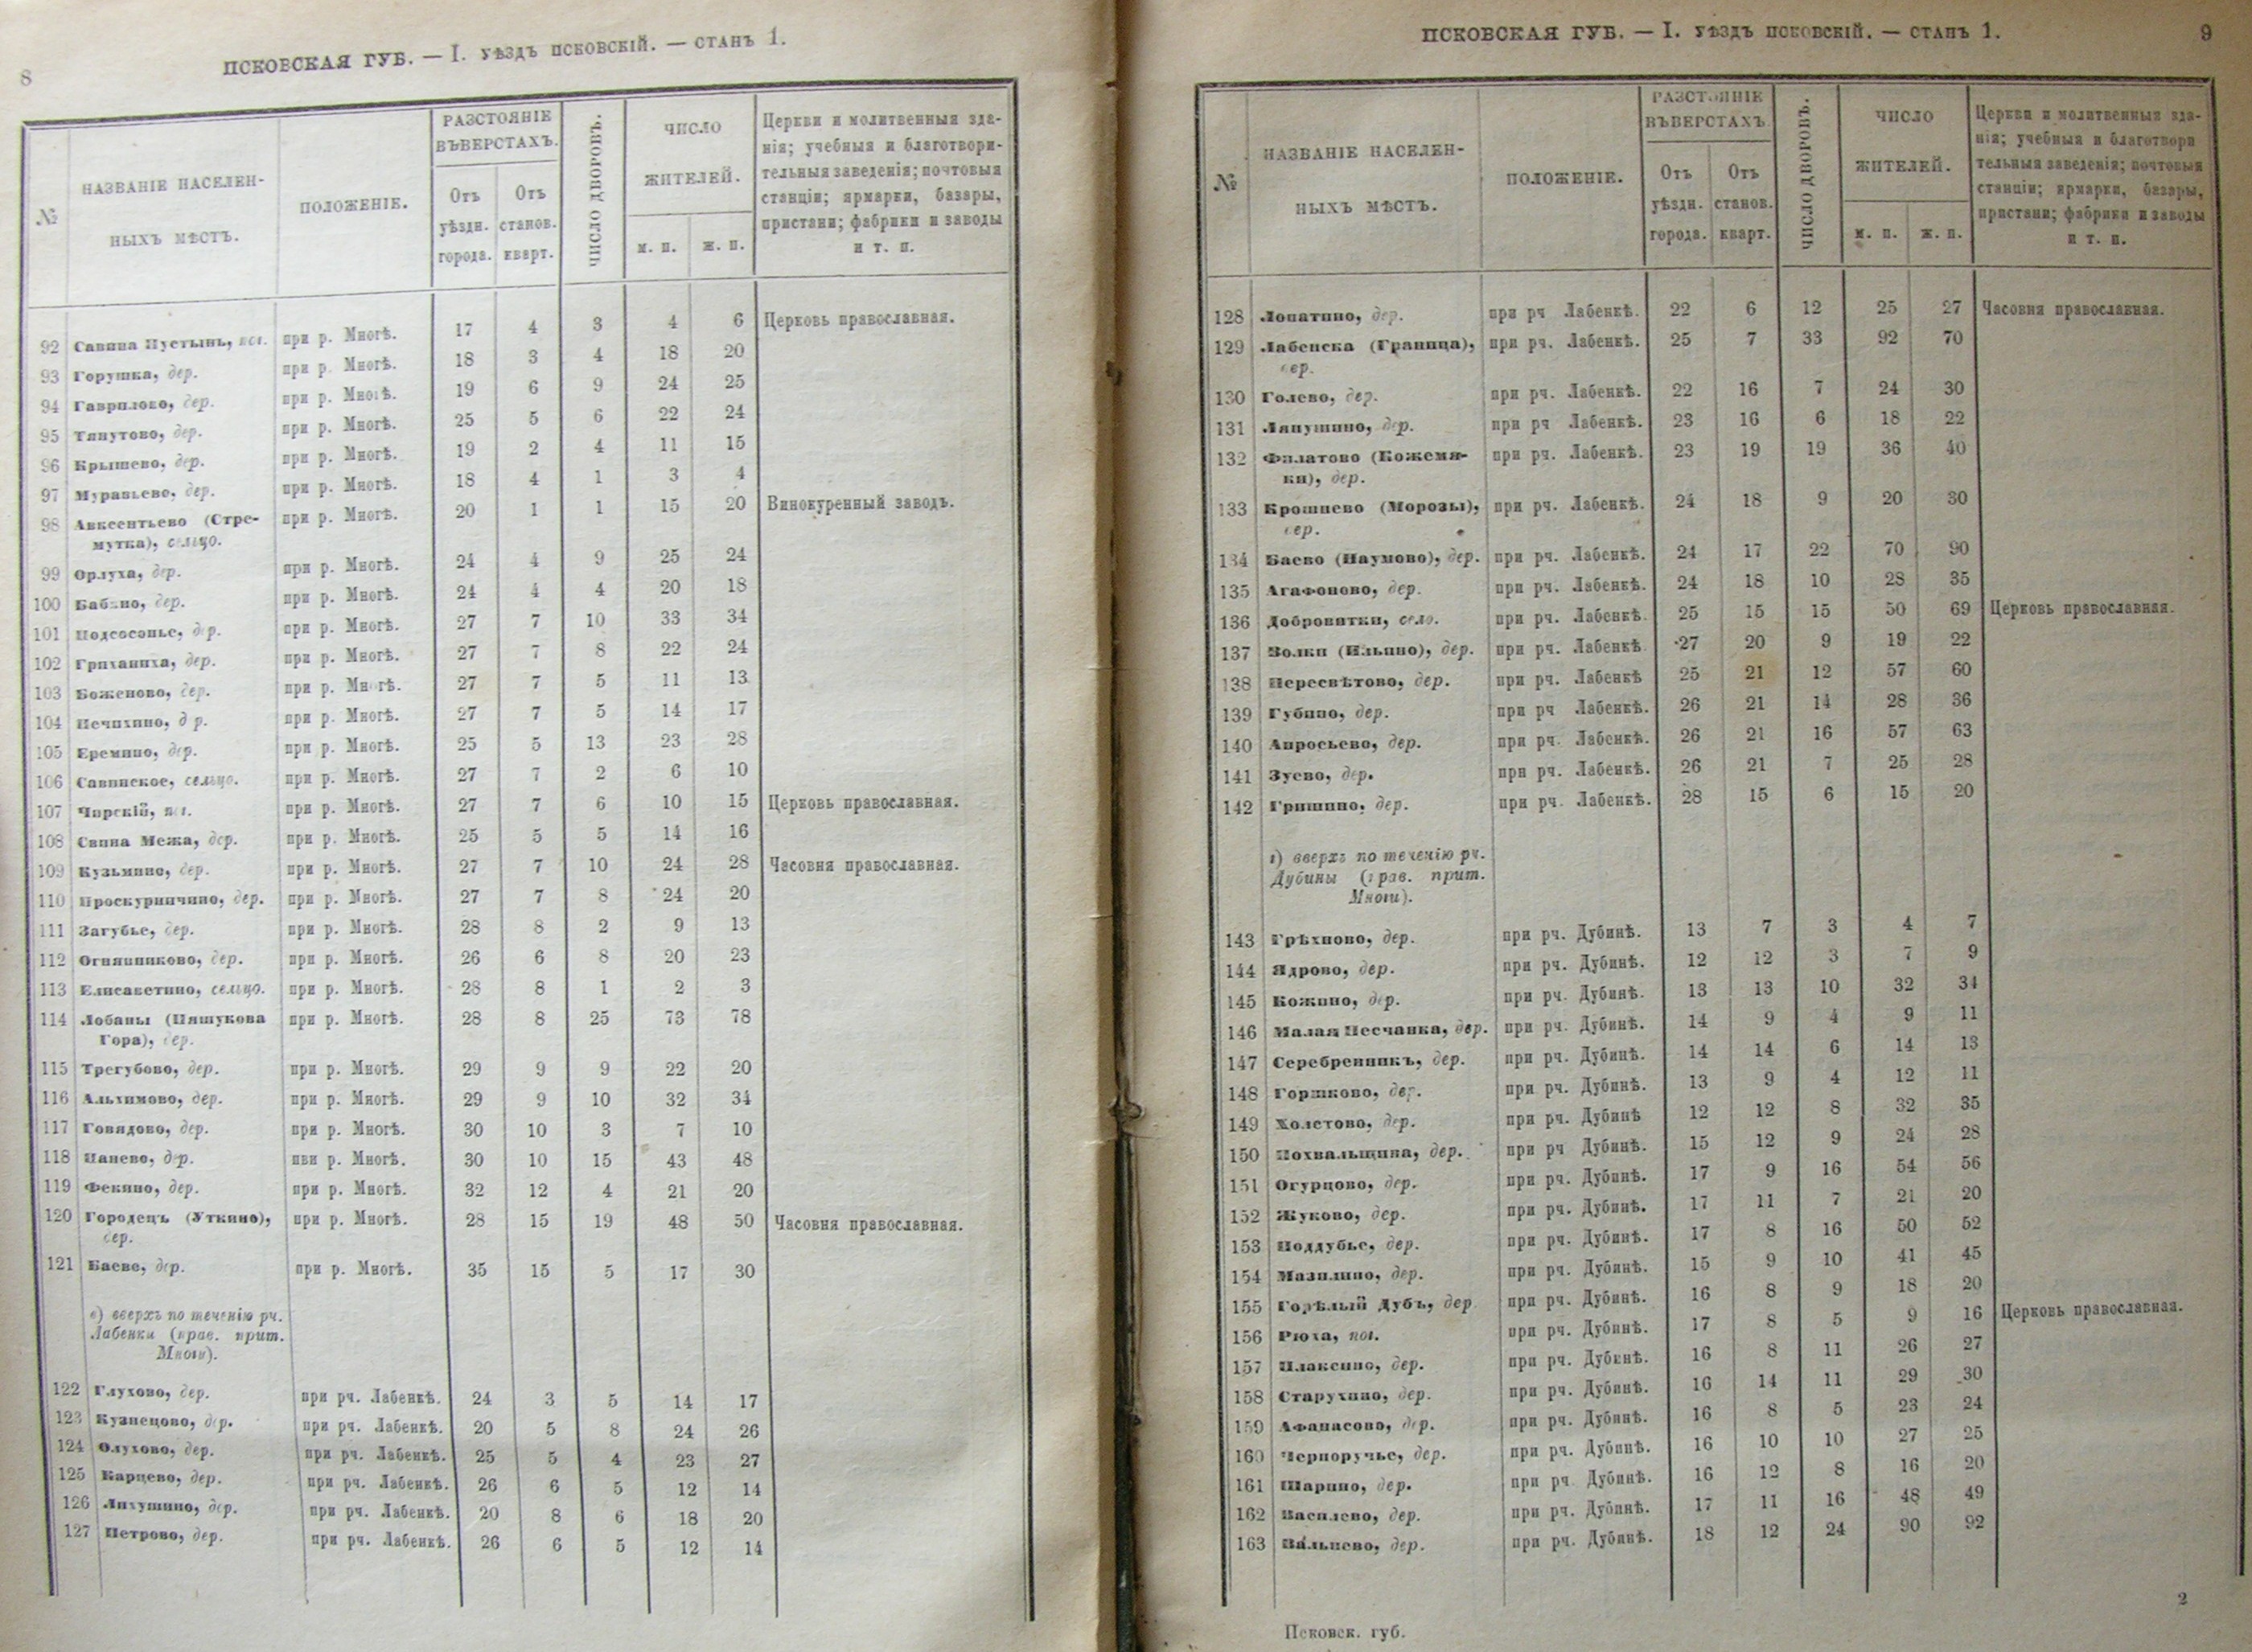 8
ПСКОВСКАЯ ГУБ. — I. УѢЗДЪ ПСКОВСКІЙ. — СТАНЪ 1.
№
НАЗВАНІЕ НАСЕЛЕН-
НЫХЪ МѢСТЪ.
ПОЛОЖЕНІЕ.
РАЗСТОЯНІЕ
ВЪ ВЕРСТАХЪ.
Отъ
уѣздн.
города.
Отъ
станов.
кварт.
ЧИСЛО ДВОРОВЪ.
ЧИСЛО
ЖИТЕЛЕЙ.
м. п.
ж. п.
Церкви и молитвенныя зда-
нія; учебныя и благотвори-
тельныя заведенія; почтовыя
станціи; ярмарки, базары,
пристани; фабрики и заводы
и т. п.
92 Савина Пустынь, пог. при р. Многѣ. 17 4 3 4 6 Церковь православная.
93 Горушка, дер. при р. Многѣ. 18 3 4 18 20
94 Гаврилово, дер. при р. Многѣ. 19 6 9 24 25
95 Тянутово, дер. при р. Многѣ. 25 5 6 22 24
96 Крышево, дер. при р. Многѣ. 19 2 4 11 15
97 Муравьево, дер. при р. Многѣ. 18 4 1 3 4
98 Авксентьево (Стре- при р. Многѣ. 20 1 1 15 20 Винокуренный заводъ.
мутка), сельцо.
99 Орлуха, дер. при р. Многѣ. 24 4 9 25 24
100 Бабино, дер. при р. Многѣ. 24 4 4 20 18
101 Подсосонье, дер. при р. Многѣ. 27 7 10 33 34
102 Гриханиха, дер. при р. Многѣ. 27 7 8 22 24
103 Боженово, дер. при р. Многѣ. 27 7 5 11 13
104 Печихино, д р. при р. Многѣ. 27 7 5 14 17
105 Еремино, дер. при р. Многѣ. 25 5 13 23 28
106 Савинское, сельцо. при р. Многѣ. 27 7 2 6 10
107 Чирскій, пог. при р. Многѣ. 27 7 6 10 15 Церковь православная.
108 Свина Межа, дер. при р. Многѣ. 25 5 5 14 16
109 Кузьмино, дер. при р. Многѣ. 27 7 10 24 28 Часовня православная.
110 Проскурничино, дер. при р. Многѣ. 27 7 8 24 20
111 Загубье, дер. при р. Многѣ. 28 8 2 9 13
112 Огнянниково, дер. при р. Многѣ. 26 6 8 20 23
113 Елисаветино, сельцо. при р. Многѣ. 28 8 1 2 3
114 Лобаны (Пяшукова при р. Многѣ. 28 8 25 73 78
Гора), дер.
115 Трегубово, дер. при р. Многѣ. 29 9 9 22 20
116 Альхимово, дер. при р. Многѣ. 29 9 10 32 34
117 Говядово, дер. при р. Многѣ. 30 10 3 7 10
118 Панево, дер. пви р. Многѣ. 30 10 15 43 48
119 Фекино, дер. при р. Многѣ. 32 12 4 21 20
120 Городецъ (Уткино), при р. Многѣ. 28 15 19 48 50 Часовня православная.
дер.
121 Баеве, дер. при р. Многѣ. 35 15 5 17 30
в) вверхъ по теченію рч.
Лабенки (прав. прит.
Многи).
122 Глухово, дер. при рч. Лабенкѣ. 24 3 5 14 17
123 Кузнецово, дер. при рч. Лабенкѣ. 20 5 8 24 26
124 Олухово, дер. при рч. Лабенкѣ. 25 5 4 23 27
125 Карцево, дер. при рч. Лабенкѣ. 26 6 5 12 14
126 Лихушино, дер. при рч. Лабенкѣ. 20 8 6 18 20
127 Петрово, дер. при рч. Лабенкѣ. 26 6 5 12 14
ПСКОВСКАЯ ГУБ. — I. УѢЗДЪ ПСКОВСКІЙ. — СТАНЪ 1.
9
№
НАЗВАНІЕ НАСЕЛЕН-
НЫХЪ МѢСТЪ.
ПОЛОЖЕНІЕ.
РАЗСТОЯНІЕ
ВЪ ВЕРСТАХЪ.
Отъ
уѣздн.
города.
Отъ
станов.
кварт.
ЧИСЛО ДВОРОВЪ.
ЧИСЛО
ЖИТЕЛЕЙ.
м. п.
ж. п.
Церкви и молитвенныя зда-
нія; учебныя и благотвори
тельныя заведенія; почтовыя
станціи; ярмарки, базары,
пристани; фабрики и заводы
и т. п.
128 Лопатино, дер. при рч Лабенкѣ. 22 6 12 25 27 Часовня православная.
129 Лабенска (Граница), при рч. Лабенкѣ. 25 7 33 92 70
дер.
130 Голево, дер. при рч. Лабенкѣ. 22 16 7 24 30
131 Ляпушино, дер. при рч Лабенкѣ. 23 16 6 18 22
132 Филатово (Кожемя- при рч. Лабенкѣ. 23 19 19 36 40
ки), дер.
133 Крошнево (Морозы), при рч. Лабенкѣ. 24 18 9 20 30
дер.
134 Баево (Наумово), дер. при рч. Лабенкѣ. 24 17 22 70 90
135 Агафоново, дер. при рч. Лабенкѣ. 24 18 10 28 35
136 Добровитки, село. при рч. Лабенкѣ. 25 15 15 50 69 Церковь православная.
137 Волки (Ильино), дер. при рч. Лабенкѣ 27 20 9 19 22
138 Пересвѣтово, дер. при рч. Лабенкѣ 25 21 12 57 60
139 Губино, дер. при рч Лабенкѣ. 26 21 14 28 36
140 Апросьево, дер. при рч. Лабенкѣ. 26 21 16 57 63
141 Зуево, дер. при рч. Лабенкѣ. 26 21 7 25 28
142 Гришино, дер. при рч. Лабенкѣ. 28 15 6 15 20
г) вверхъ по теченію рч.
Дубины (прав. прит.
Многи).
143 Грѣхново, дер. при рч. Дубинѣ. 13 7 3 4 7
144 Ядрово, дер. при рч. Дубинѣ. 12 12 3 7 9
145 Кожино, дер. при рч. Дубинѣ. 13 13 10 32 34
146 Малая Песчанка, дер. при рч. Дубинѣ. 14 9 4 9 11
147 Серебренникъ, дер. при рч. Дубинѣ. 14 14 6 14 13
148 Горшково, дер. при рч. Дубинѣ. 13 9 4 12 11
149 Холстово, дер. при рч. Дубинѣ 12 12 8 32 35
150 Похвальщина, дер. при рч Дубинѣ. 15 12 9 24 28
151 Огурцово, дер. при рч. Дубинѣ. 17 9 16 54 56
152 Жуково, дер. при рч. Дубинѣ. 17 11 7 21 20
153 Поддубье, дер. при рч. Дубинѣ. 17 8 16 50 52
154 Мазилино, дер. при рч. Дубинѣ. 15 9 10 41 45
155 Горѣлый Дубъ, дер при рч. Дубинѣ. 16 8 9 18 20
156 Рюха, пог. при рч. Дубинѣ. 17 8 5 9 16 Церковь православная.
157 Плаксино, дер. при рч. Дубинѣ. 16 8 11 26 27
158 Старухино, дер. при рч. Дубинѣ. 16 14 11 29 30
159 Афанасово, дер. при рч. Дубинѣ. 16 8 5 23 24
160 Черноручье, дер. при рч. Дубинѣ. 16 10 10 27 25
161 Шарино, дер. при рч. Дубинѣ. 16 12 8 16 20
162 Василево, дер. при рч. Дубинѣ. 17 11 16 48 49
163 Вальнево, дер. при рч. Дубинѣ. 18 12 24 90 92
2
Псковск. губ.